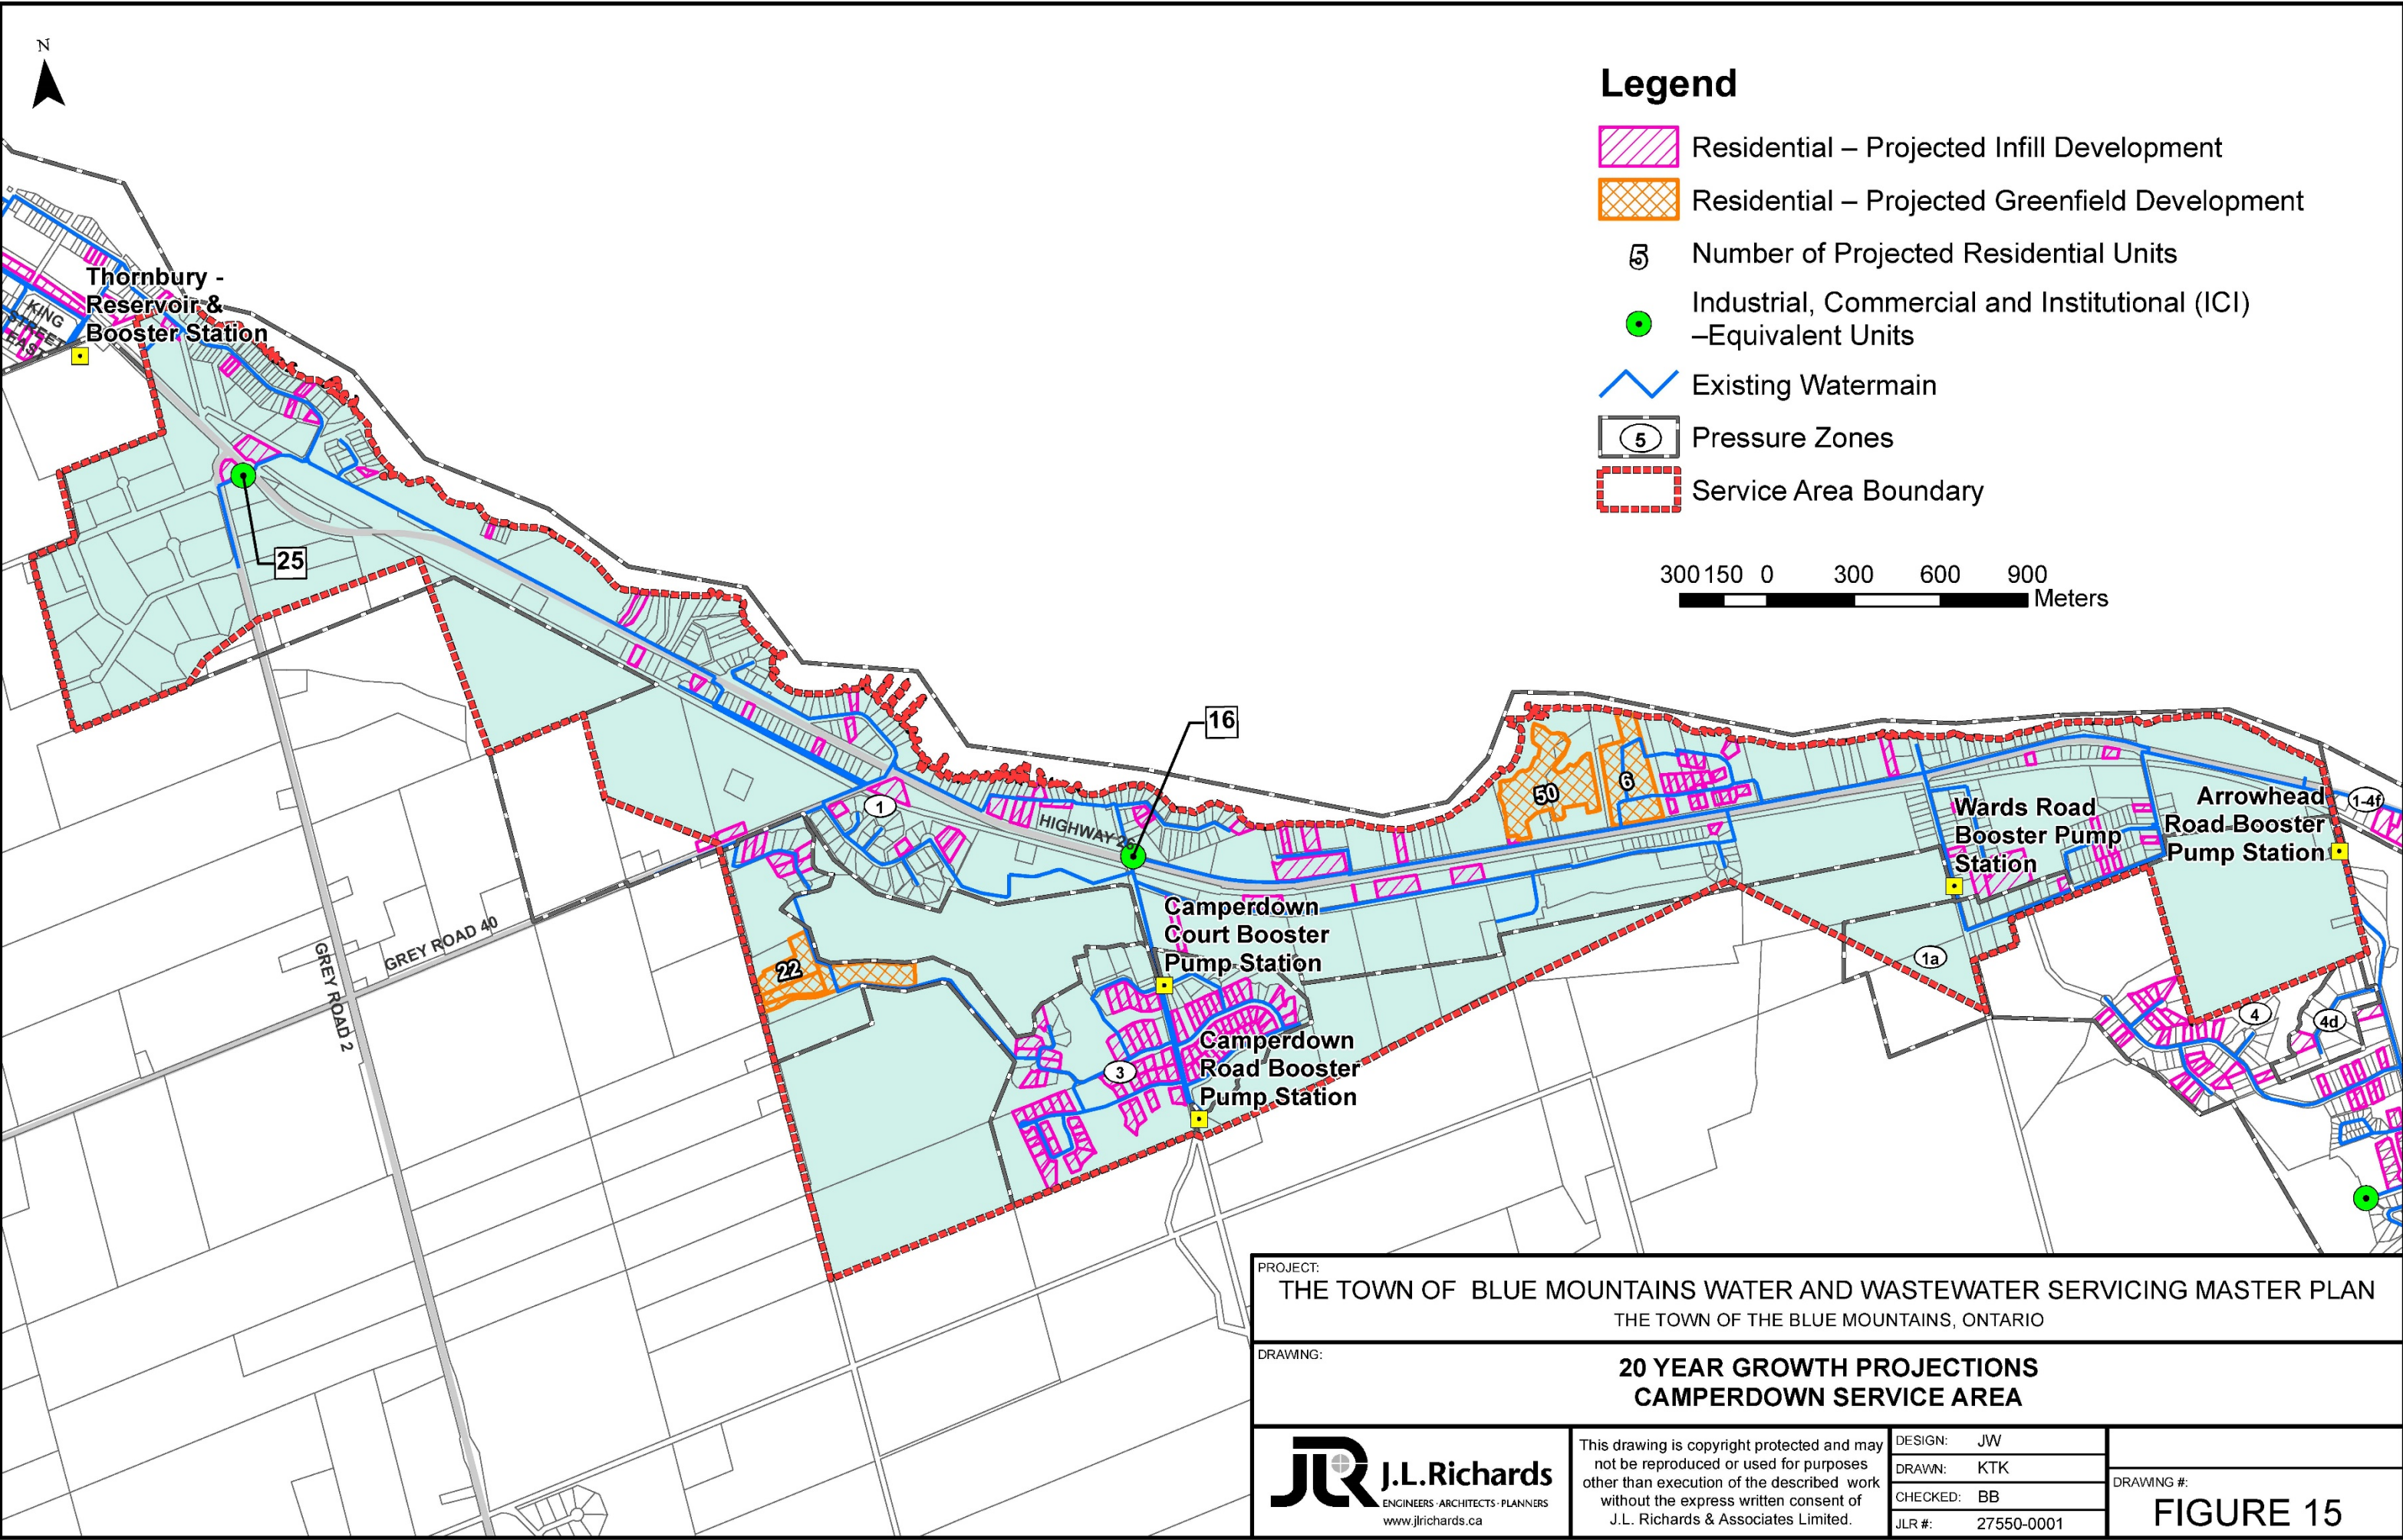 N
Legend
Residential – Projected Infill Development
Residential – Projected Greenfield Development
5 Number of Projected Residential Units
Industrial, Commercial and Institutional (ICI)
–Equivalent Units
Existing Watermain
5 Pressure Zones
Service Area Boundary
300 150 0 300 600 900
Meters
Thornbury -
Reservoir &
Booster Station
KING
STREET
EAST
25
16
50
6
1
HIGHWAY 26
Wards Road
Booster Pump
Station
Arrowhead
Road Booster
Pump Station
1-4f
Camperdown
Court Booster
Pump Station
22
1a
GREY ROAD 40
GREY ROAD 2
4
4d
Camperdown
Road Booster
Pump Station
3
PROJECT:
THE TOWN OF BLUE MOUNTAINS WATER AND WASTEWATER SERVICING MASTER PLAN
THE TOWN OF THE BLUE MOUNTAINS, ONTARIO
DRAWING:
20 YEAR GROWTH PROJECTIONS
CAMPERDOWN SERVICE AREA
JLR J.L.Richards
ENGINEERS · ARCHITECTS · PLANNERS
www.jlrichards.ca
This drawing is copyright protected and may
not be reproduced or used for purposes
other than execution of the described work
without the express written consent of
J.L. Richards & Associates Limited.
DESIGN: JW
DRAWN: KTK
CHECKED: BB
JLR #: 27550-0001
DRAWING #:
FIGURE 15